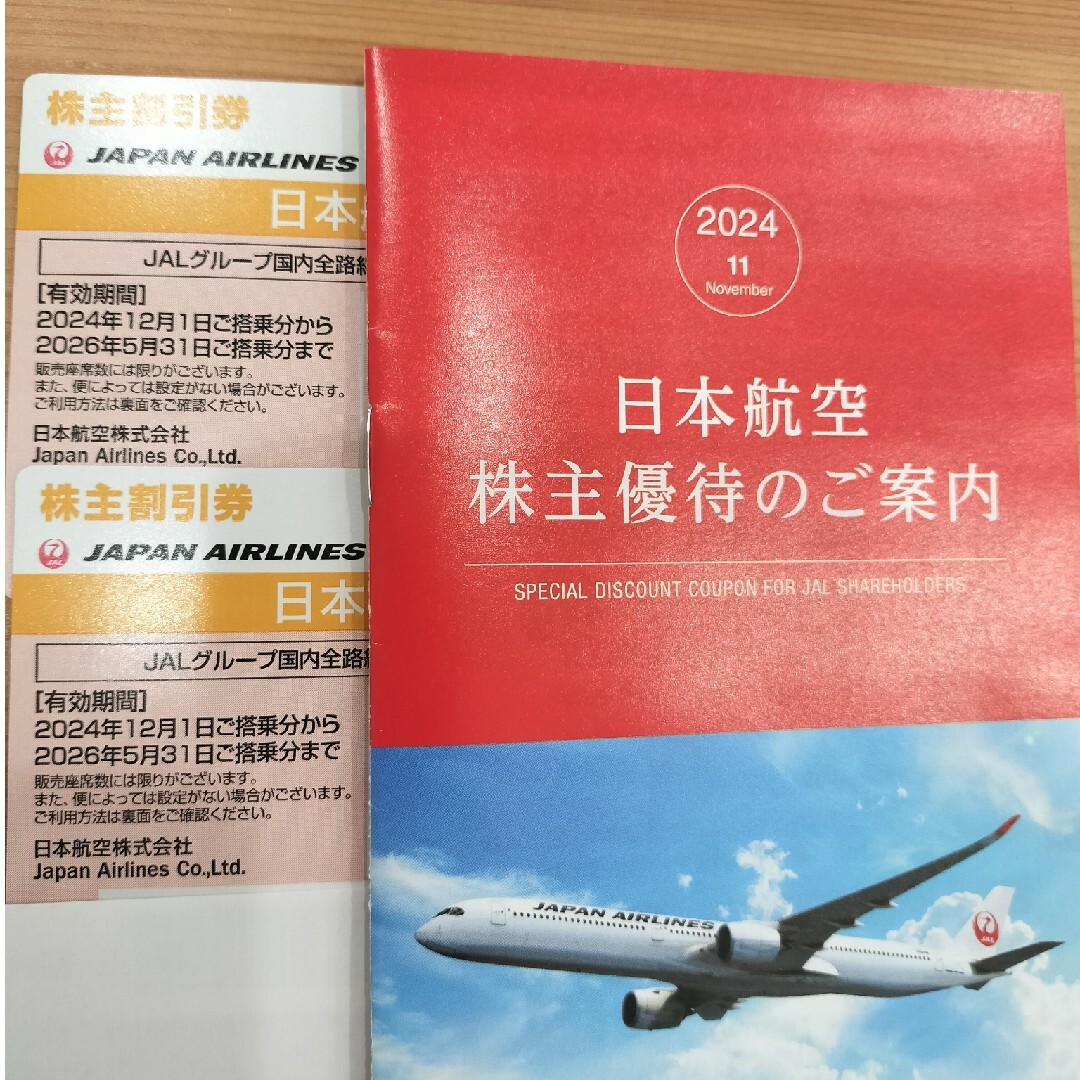 株主割引券
JAL
JAPAN AIRLINES
日本
JALグループ国内全路線
[有効期間]
2024年12月1日ご搭乗分から
2026年5月31日ご搭乗分まで
販売座席数には限りがございます。
また、便によっては設定がない場合がございます。
ご利用方法は裏面をご確認ください。
日本航空株式会社
Japan Airlines Co.,Ltd.
株主割引券
JAL
JAPAN AIRLINES
日本
JALグループ国内全路線
[有効期間]
2024年12月1日ご搭乗分から
2026年5月31日ご搭乗分まで
販売座席数には限りがございます。
また、便によっては設定がない場合がございます。
ご利用方法は裏面をご確認ください。
日本航空株式会社
Japan Airlines Co.,Ltd.
2024
11
November
日本航空
株主優待のご案内
SPECIAL DISCOUNT COUPON FOR JAL SHAREHOLDERS
JAPAN AIRLINES
JAL